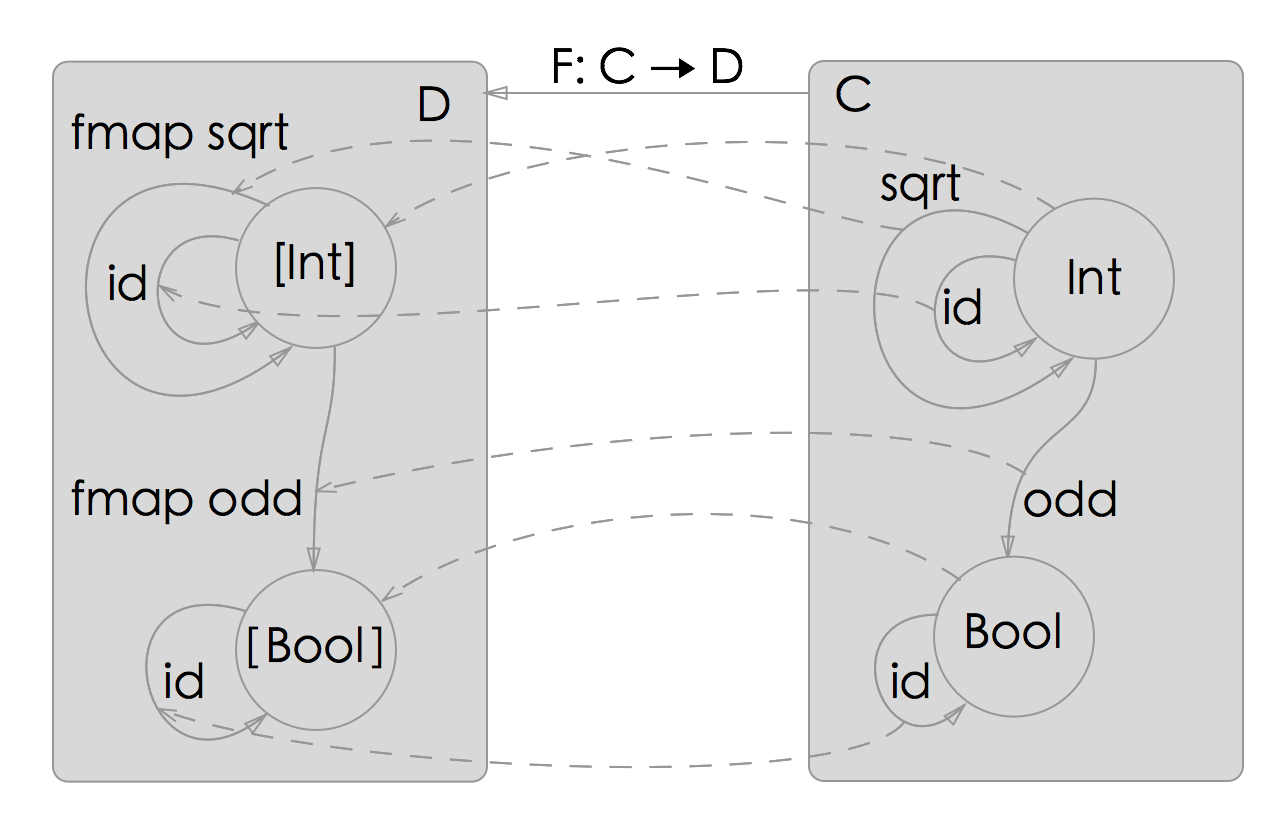 F: C → D
D
C
fmap sqrt
sqrt
[Int]
Int
id
id
fmap odd
odd
[Bool]
Bool
id
id